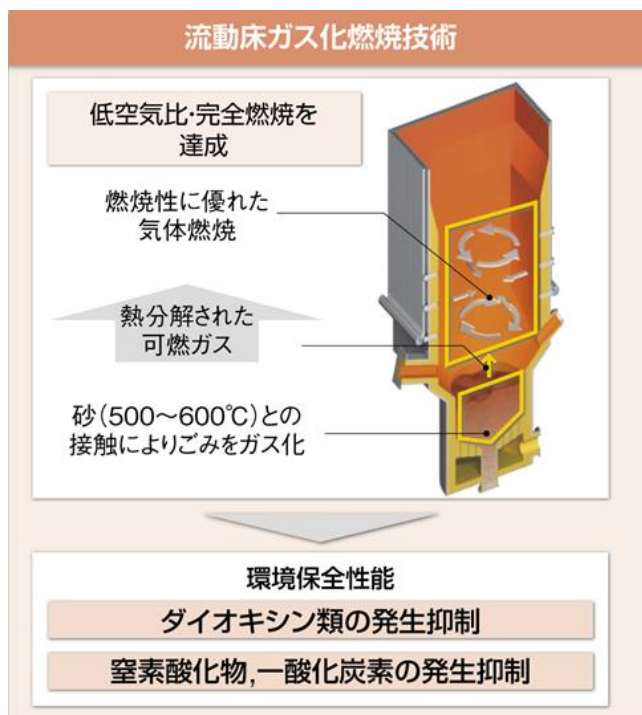 流動床ガス化燃焼技術
低空気比・完全燃焼を
達成
燃焼性に優れた
気体燃焼
熱分解された
可燃ガス
砂(500～600℃)との
接触によりごみをガス化
環境保全性能
ダイオキシン類の発生抑制
窒素酸化物,一酸化炭素の発生抑制